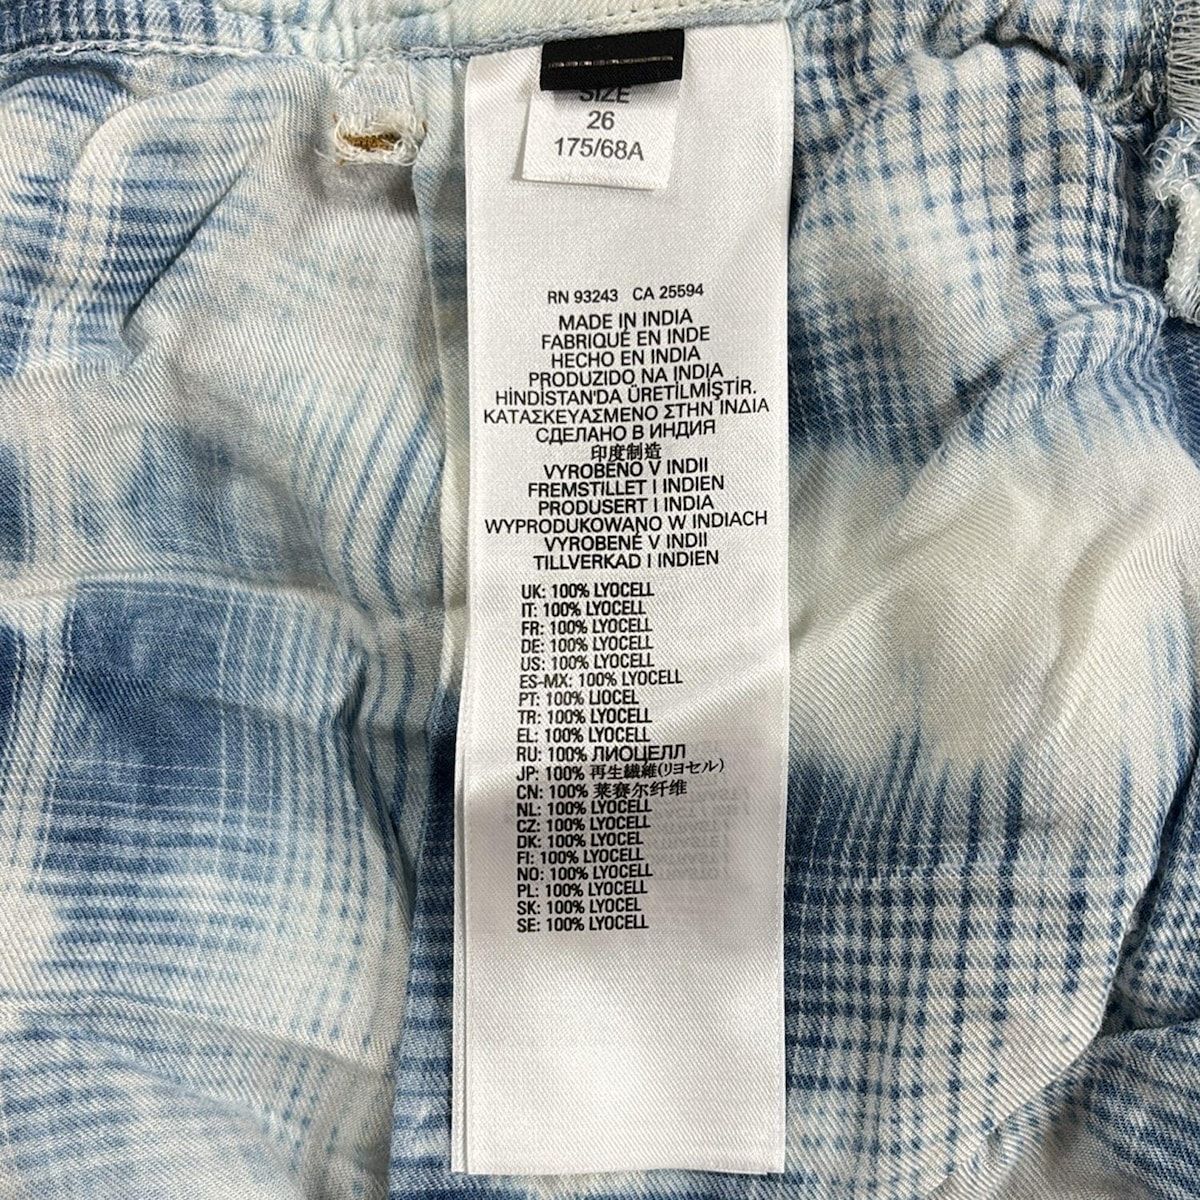 SIZE
26
175/68A
RN 93243 CA 25594
MADE IN INDIA
FABRIQUÉ EN INDE
HECHO EN INDIA
PRODUZIDO NA INDIA
HİNDİSTAN'DA ÜRETİLMİŞTİR.
ΚΑΤΑΣΚΕΥΑΣΜΕΝΟ ΣΤΗΝ ΙΝΔΙΑ
СДЕЛАНО В ИНДИЯ
印度制造
VYROBENO V INDII
FREMSTILLET I INDIEN
PRODUSERT I INDIA
WYPRODUKOWANO W INDIACH
VYROBENÉ V INDII
TILLVERKAD I INDIEN
UK: 100% LYOCELL
IT: 100% LYOCELL
FR: 100% LYOCELL
DE: 100% LYOCELL
US: 100% LYOCELL
ES-MX: 100% LYOCELL
PT: 100% LIOCEL
TR: 100% LYOCELL
EL: 100% LYOCELL
RU: 100% ЛИОЦЕЛЛ
JP: 100% 再生繊維(リヨセル)
CN: 100% 莱赛尔纤维
NL: 100% LYOCELL
CZ: 100% LYOCELL
DK: 100% LYOCEL
FI: 100% LYOCELL
NO: 100% LYOCELL
PL: 100% LYOCELL
SK: 100% LYOCEL
SE: 100% LYOCELL